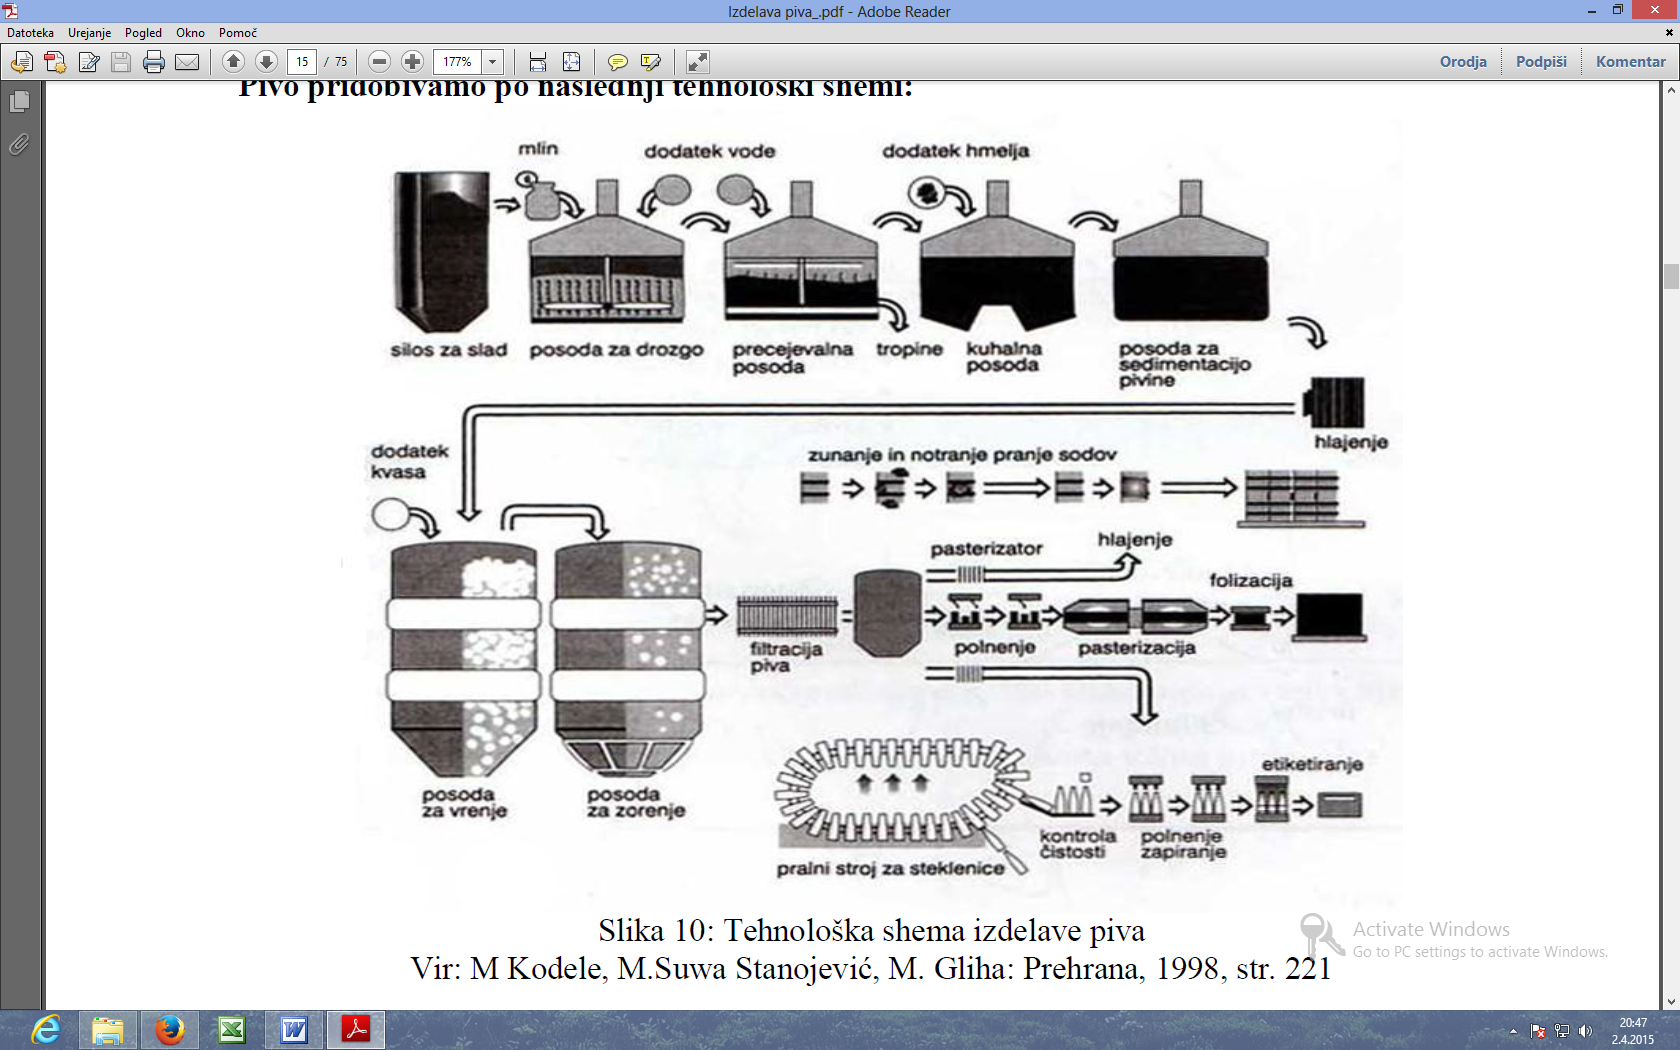 Izdelava piva_.pdf - Adobe Reader
Datoteka Urejanje Pogled Okno Pomoč
15 / 75
177%
Orodja Podpiši Komentar
Pivo pridobivamo po naslednji tehnološki shemi:
mlin
dodatek vode
dodatek hmelja
silos za slad
posoda za drozgo
precejevalna
posoda
tropine
kuhalna
posoda
posoda za
sedimentacijo
pivine
hlajenje
dodatek
kvasa
zunanje in notranje pranje sodov
pasterizator
hlajenje
folizacija
filtracija
piva
polnenje
pasterizacija
posoda
za vrenje
posoda
za zorenje
etiketiranje
kontrola
čistosti
polnenje
zapiranje
pralni stroj za steklenice
Slika 10: Tehnološka shema izdelave piva
Vir: M Kodele, M.Suwa Stanojević, M. Gliha: Prehrana, 1998, str. 221
Activate Windows
Go to PC settings to activate Windows.
20:47
2.4.2015